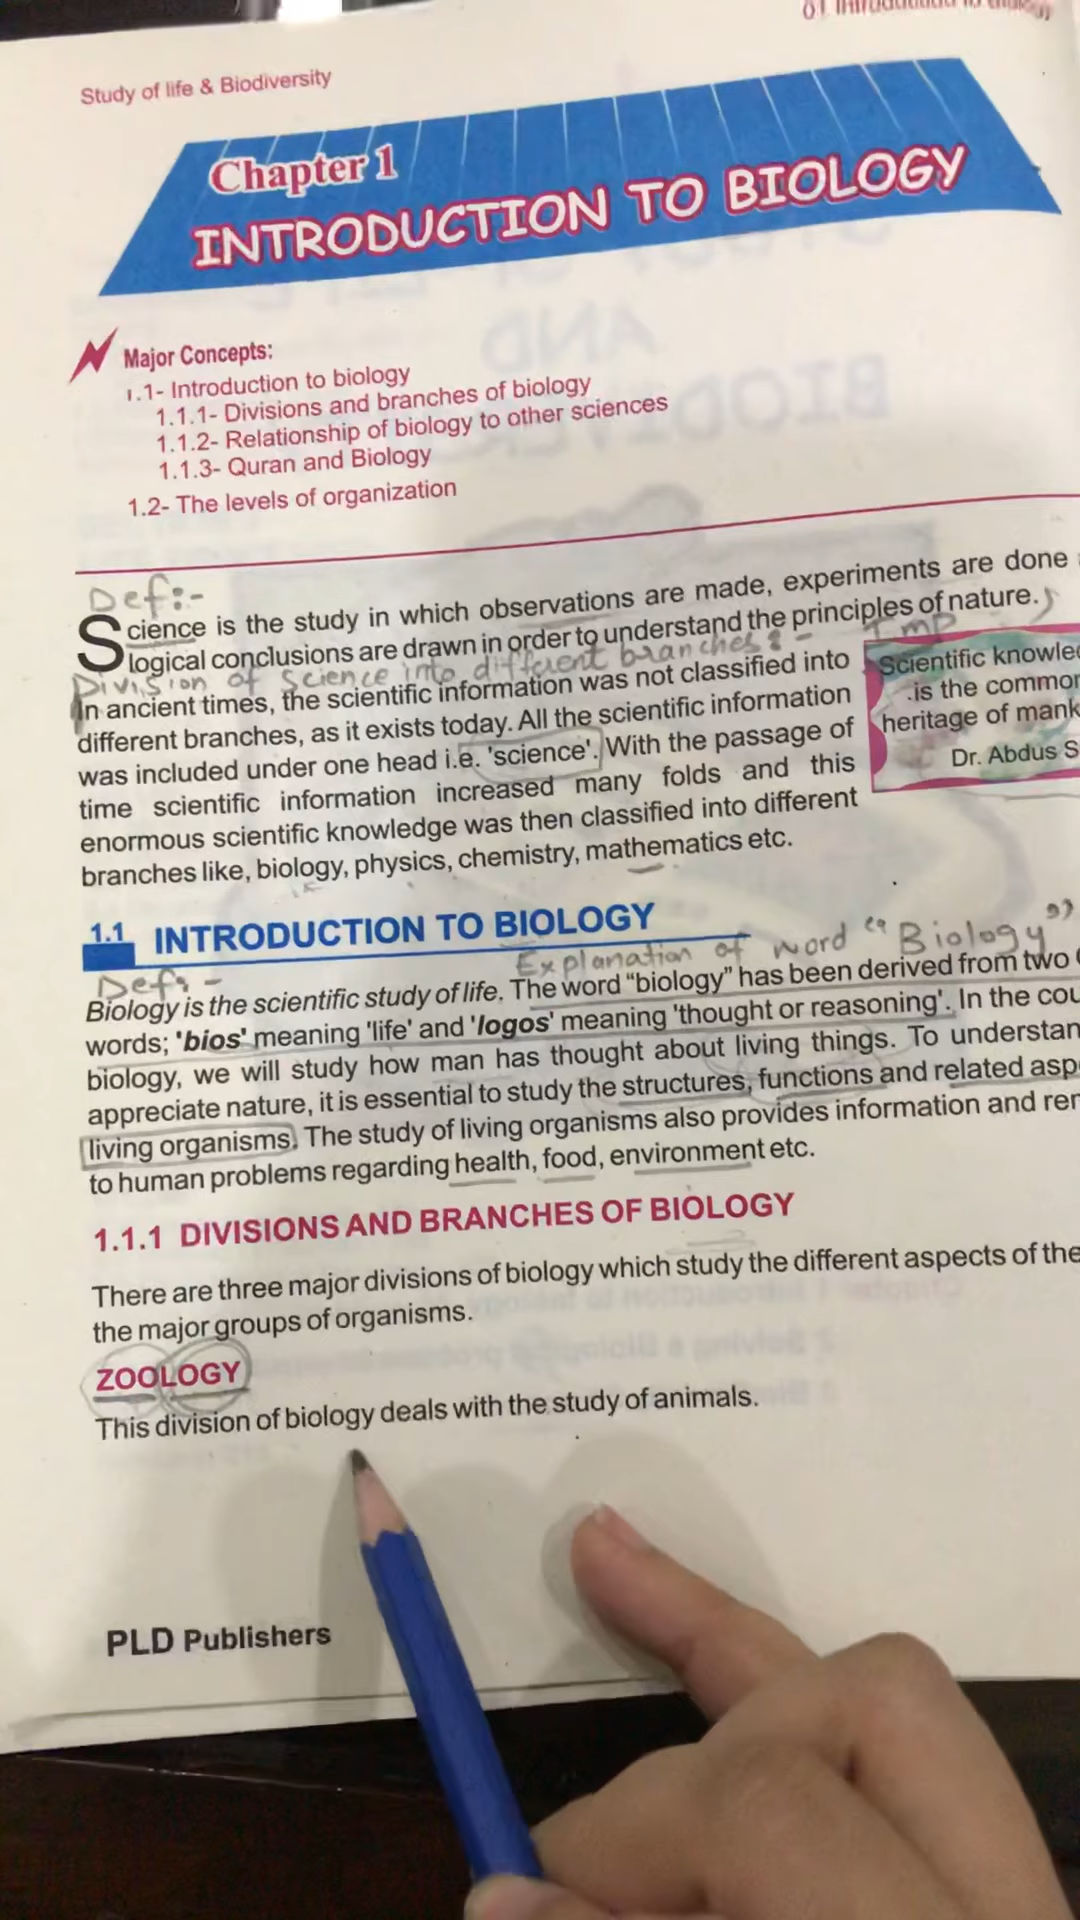 Study of life & Biodiversity
Chapter 1
INTRODUCTION TO BIOLOGY
Major Concepts:
1.1- Introduction to biology
1.1.1- Divisions and branches of biology
1.1.2- Relationship of biology to other sciences
1.1.3- Quran and Biology
1.2- The levels of organization
Def:-
Science is the study in which observations are made, experiments are done
logical conclusions are drawn in order to understand the principles of nature.
Imp
Division of Science into different branches:-
In ancient times, the scientific information was not classified into
different branches, as it exists today. All the scientific information
was included under one head i.e. 'science'. With the passage of
time scientific information increased many folds and this
enormous scientific knowledge was then classified into different
branches like, biology, physics, chemistry, mathematics etc.
Scientific
is the
heritage of
Dr. Abdus
1.1 INTRODUCTION TO BIOLOGY
Explanation of word "Biology"
Def:-
Biology is the scientific study of life. The word “biology” has been derived from two
words; 'bios' meaning 'life' and 'logos' meaning 'thought or reasoning'. In the
biology, we will study how man has thought about living things. To
appreciate nature, it is essential to study the structures, functions and related
living organisms. The study of living organisms also provides information and
to human problems regarding health, food, environment etc.
1.1.1 DIVISIONS AND BRANCHES OF BIOLOGY
There are three major divisions of biology which study the different aspects of the
the major groups of organisms.
ZOOLOGY
This division of biology deals with the study of animals.
PLD Publishers